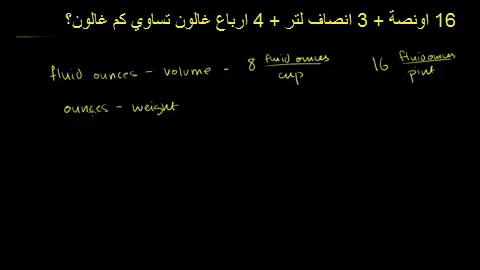 16 اونصة + 3 انصاف لتر + 4 ارباع غالون تساوي كم غالون؟
fluid ounces - volume - 8 fluid ounces / cup 16 fluid ounces / pint
ounces - weight